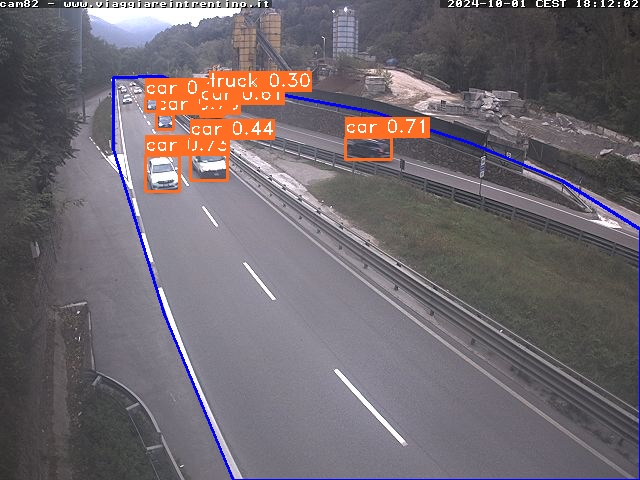 cam82 - www.viaggiareintrentino.it
2024-10-01 CEST 18:12:02
truck 0.30
car 0.61
car 0.44
car 0.73
car 0.71